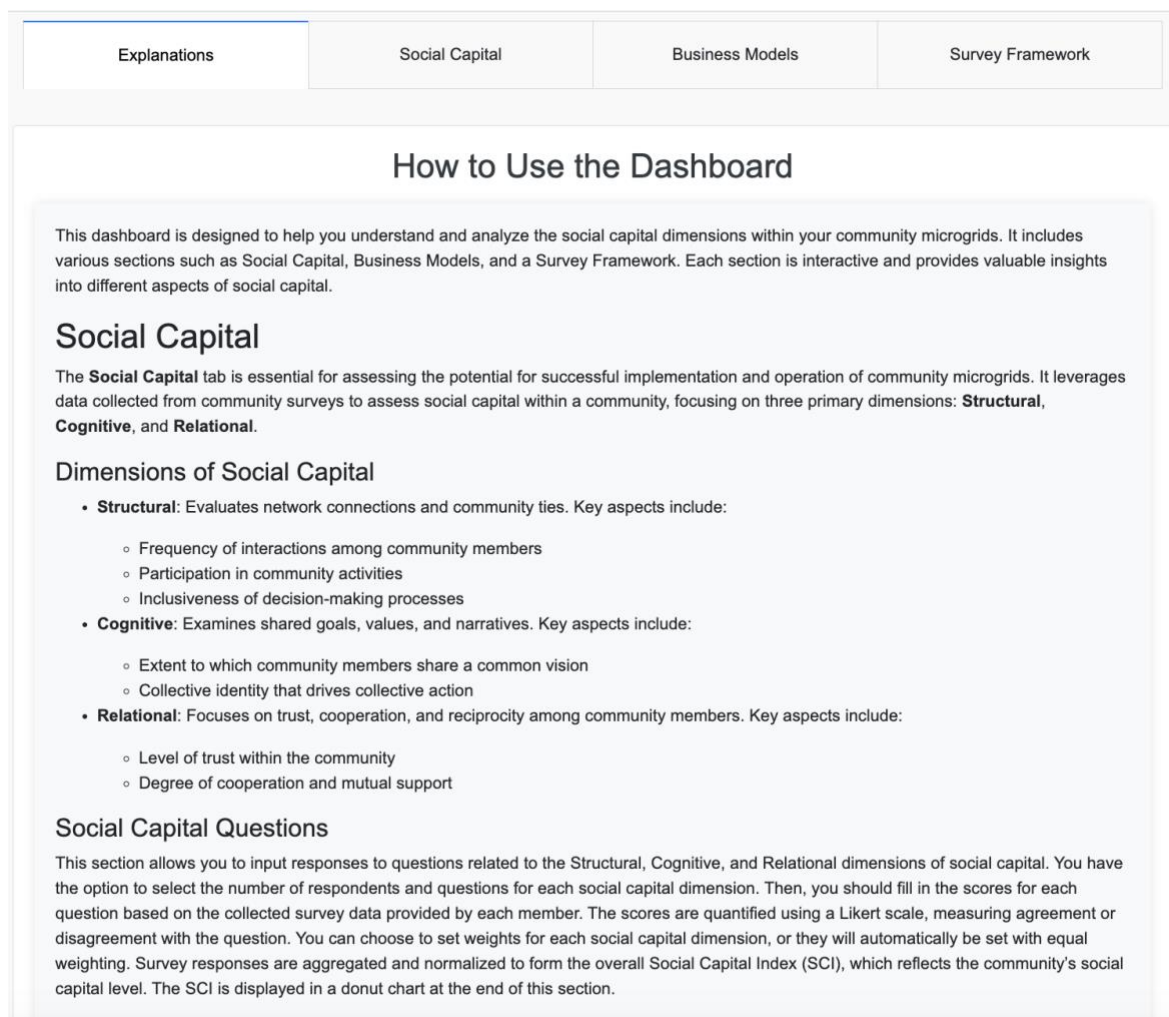 Explanations
Social Capital
Business Models
Survey Framework
How to Use the Dashboard
This dashboard is designed to help you understand and analyze the social capital dimensions within your community microgrids. It includes
various sections such as Social Capital, Business Models, and a Survey Framework. Each section is interactive and provides valuable insights
into different aspects of social capital.
Social Capital
The Social Capital tab is essential for assessing the potential for successful implementation and operation of community microgrids. It leverages
data collected from community surveys to assess social capital within a community, focusing on three primary dimensions: Structural,
Cognitive, and Relational.
Dimensions of Social Capital
• Structural: Evaluates network connections and community ties. Key aspects include:
◦ Frequency of interactions among community members
◦ Participation in community activities
◦ Inclusiveness of decision-making processes
• Cognitive: Examines shared goals, values, and narratives. Key aspects include:
◦ Extent to which community members share a common vision
◦ Collective identity that drives collective action
• Relational: Focuses on trust, cooperation, and reciprocity among community members. Key aspects include:
◦ Level of trust within the community
◦ Degree of cooperation and mutual support
Social Capital Questions
This section allows you to input responses to questions related to the Structural, Cognitive, and Relational dimensions of social capital. You have
the option to select the number of respondents and questions for each social capital dimension. Then, you should fill in the scores for each
question based on the collected survey data provided by each member. The scores are quantified using a Likert scale, measuring agreement or
disagreement with the question. You can choose to set weights for each social capital dimension, or they will automatically be set with equal
weighting. Survey responses are aggregated and normalized to form the overall Social Capital Index (SCI), which reflects the community's social
capital level. The SCI is displayed in a donut chart at the end of this section.